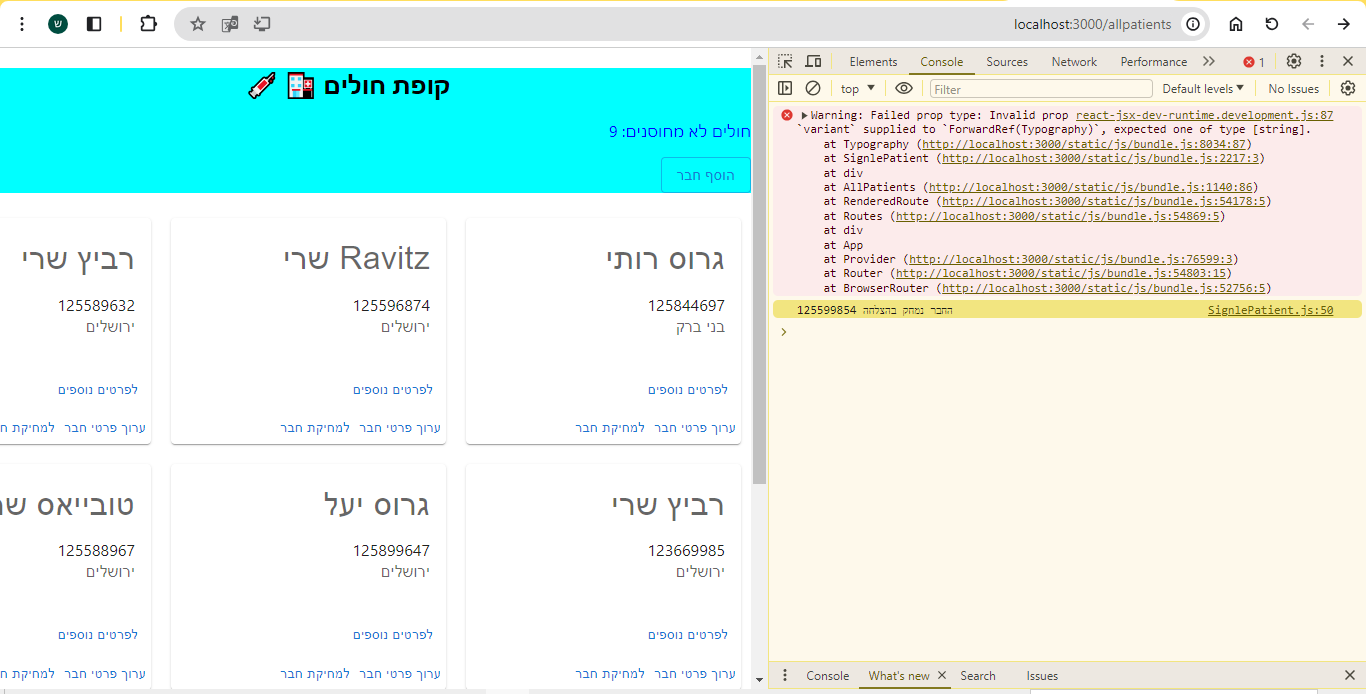 localhost:3000/allpatients
קופת חולים
חולים לא מחוסנים: 9
הוסף חבר
גרוס רותי
125844697
בני ברק
לפרטים נוספים
ערוך פרטי חבר למחיקת חבר
Ravitz שרי
125596874
ירושלים
לפרטים נוספים
ערוך פרטי חבר למחיקת חבר
רביץ שרי
125589632
ירושלים
לפרטים נוספים
ערוך פרטי חבר למחיקת חב
רביץ שרי
123669985
ירושלים
לפרטים נוספים
ערוך פרטי חבר למחיקת חבר
גרוס יעל
125899647
ירושלים
לפרטים נוספים
ערוך פרטי חבר למחיקת חבר
טובייאס שר
125588967
ירושלים
לפרטים נוספים
ערוך פרטי חבר למחיקת חב
Elements Console Sources Network Performance 1
top Filter Default levels No Issues
Warning: Failed prop type: Invalid prop react-jsx-dev-runtime.development.js:87
`variant` supplied to `ForwardRef(Typography)`, expected one of type [string].
at Typography (http://localhost:3000/static/js/bundle.js:8034:87)
at SignlePatient (http://localhost:3000/static/js/bundle.js:2217:3)
at div
at AllPatients (http://localhost:3000/static/js/bundle.js:1140:86)
at RenderedRoute (http://localhost:3000/static/js/bundle.js:54178:5)
at Routes (http://localhost:3000/static/js/bundle.js:54869:5)
at div
at App
at Provider (http://localhost:3000/static/js/bundle.js:76599:3)
at Router (http://localhost:3000/static/js/bundle.js:54803:15)
at BrowserRouter (http://localhost:3000/static/js/bundle.js:52756:5)
125599854 החבר נמחק בהצלחה SignlePatient.js:50
Console What's new Search Issues